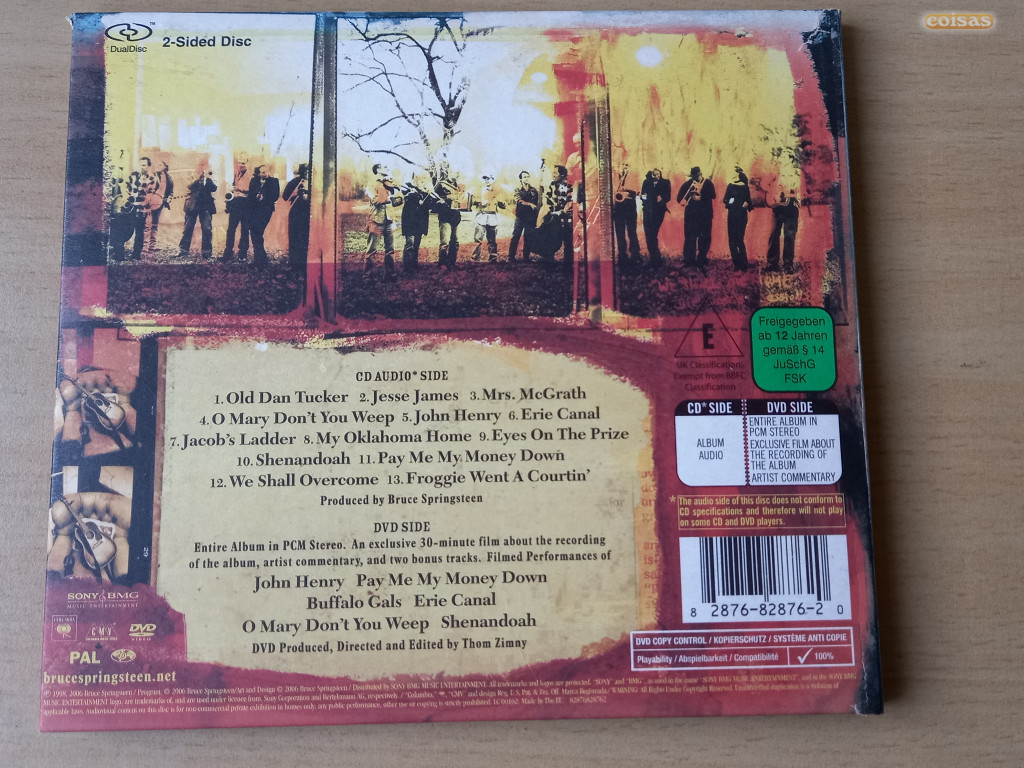 coisas
DualDisc™ 2-Sided Disc
E
UK Classification:
Exempt from BBFC
Classification
Freigegeben
ab 12 Jahren
gemäß § 14
JuSchG
FSK
CD AUDIO* SIDE
1. Old Dan Tucker 2. Jesse James 3. Mrs. McGrath
4. O Mary Don't You Weep 5. John Henry 6. Erie Canal
7. Jacob's Ladder 8. My Oklahoma Home 9. Eyes On The Prize
10. Shenandoah 11. Pay Me My Money Down
12. We Shall Overcome 13. Froggie Went A Courtin'
Produced by Bruce Springsteen
DVD SIDE
Entire Album in PCM Stereo. An exclusive 30-minute film about the recording
of the album, artist commentary, and two bonus tracks. Filmed Performances of
John Henry Pay Me My Money Down
Buffalo Gals Erie Canal
O Mary Don't You Weep Shenandoah
DVD Produced, Directed and Edited by Thom Zimny
CD* SIDE
ALBUM
AUDIO
DVD SIDE
ENTIRE ALBUM IN
PCM STEREO
EXCLUSIVE FILM ABOUT
THE RECORDING OF
THE ALBUM
ARTIST COMMENTARY
*The audio side of this disc does not conform to
CD specifications and therefore will not play
on some CD and DVD players.
8 2876-82876-2 0
DVD COPY CONTROL / KOPIERSCHUTZ / SYSTÈME ANTI COPIE
Playability / Abspielbarkeit / Compatibilité ✓ 100%
29
SONY BMG
MUSIC ENTERTAINMENT
CMV DVD
VIDEO
PAL
brucespringsteen.net